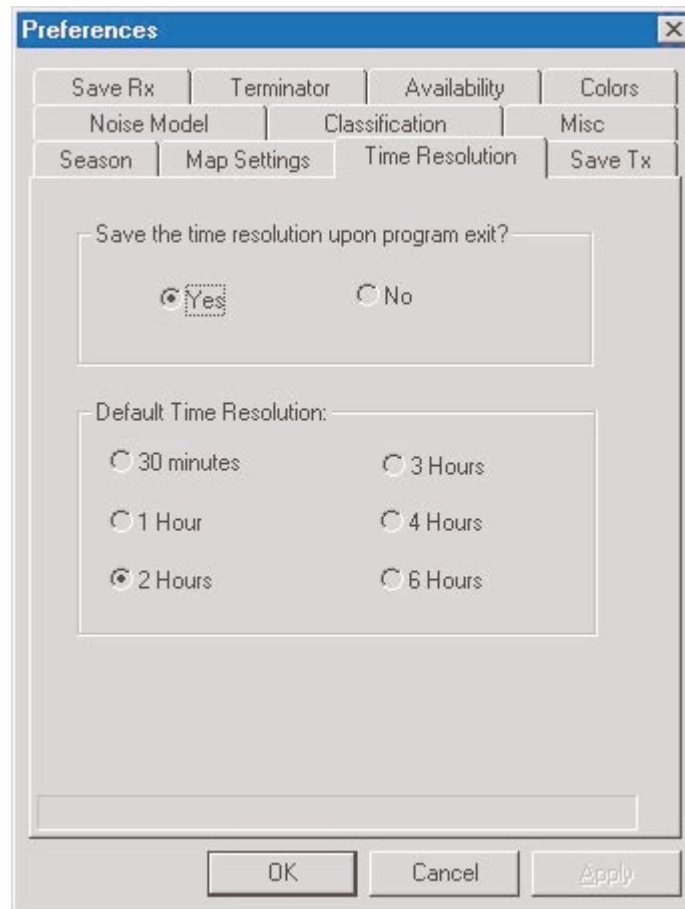 Preferences
Save Rx Terminator Availability Colors
Noise Model Classification Misc
Season Map Settings Time Resolution Save Tx
Save the time resolution upon program exit?
Yes No
Default Time Resolution:
30 minutes 3 Hours
1 Hour 4 Hours
2 Hours 6 Hours
OK Cancel Apply